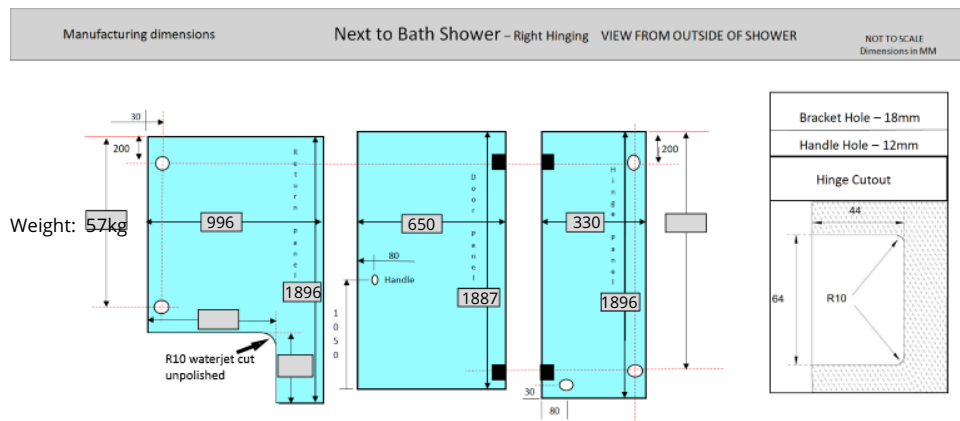 Manufacturing dimensions
Next to Bath Shower – Right Hinging VIEW FROM OUTSIDE OF SHOWER
NOT TO SCALE
Dimensions in MM
30
200
Weight: 57kg
996
Return Panel
1896
R10 waterjet cut
unpolished
650
Door Panel
80
Handle
1887
1050
200
330
Hinge Panel
1896
30
80
Bracket Hole – 18mm
Handle Hole – 12mm
Hinge Cutout
44
64
R10